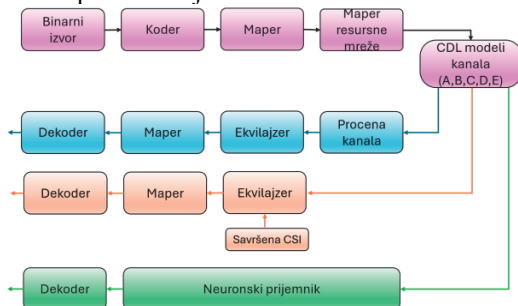 Binarni
izvor
Koder
Maper
Maper
resursne
mreže
CDL modeli
kanala
(A,B,C,D,E)
Dekoder
Maper
Ekvilajzer
Procena
kanala
Dekoder
Maper
Ekvilajzer
Savršena CSI
Dekoder
Neuronski prijemnik